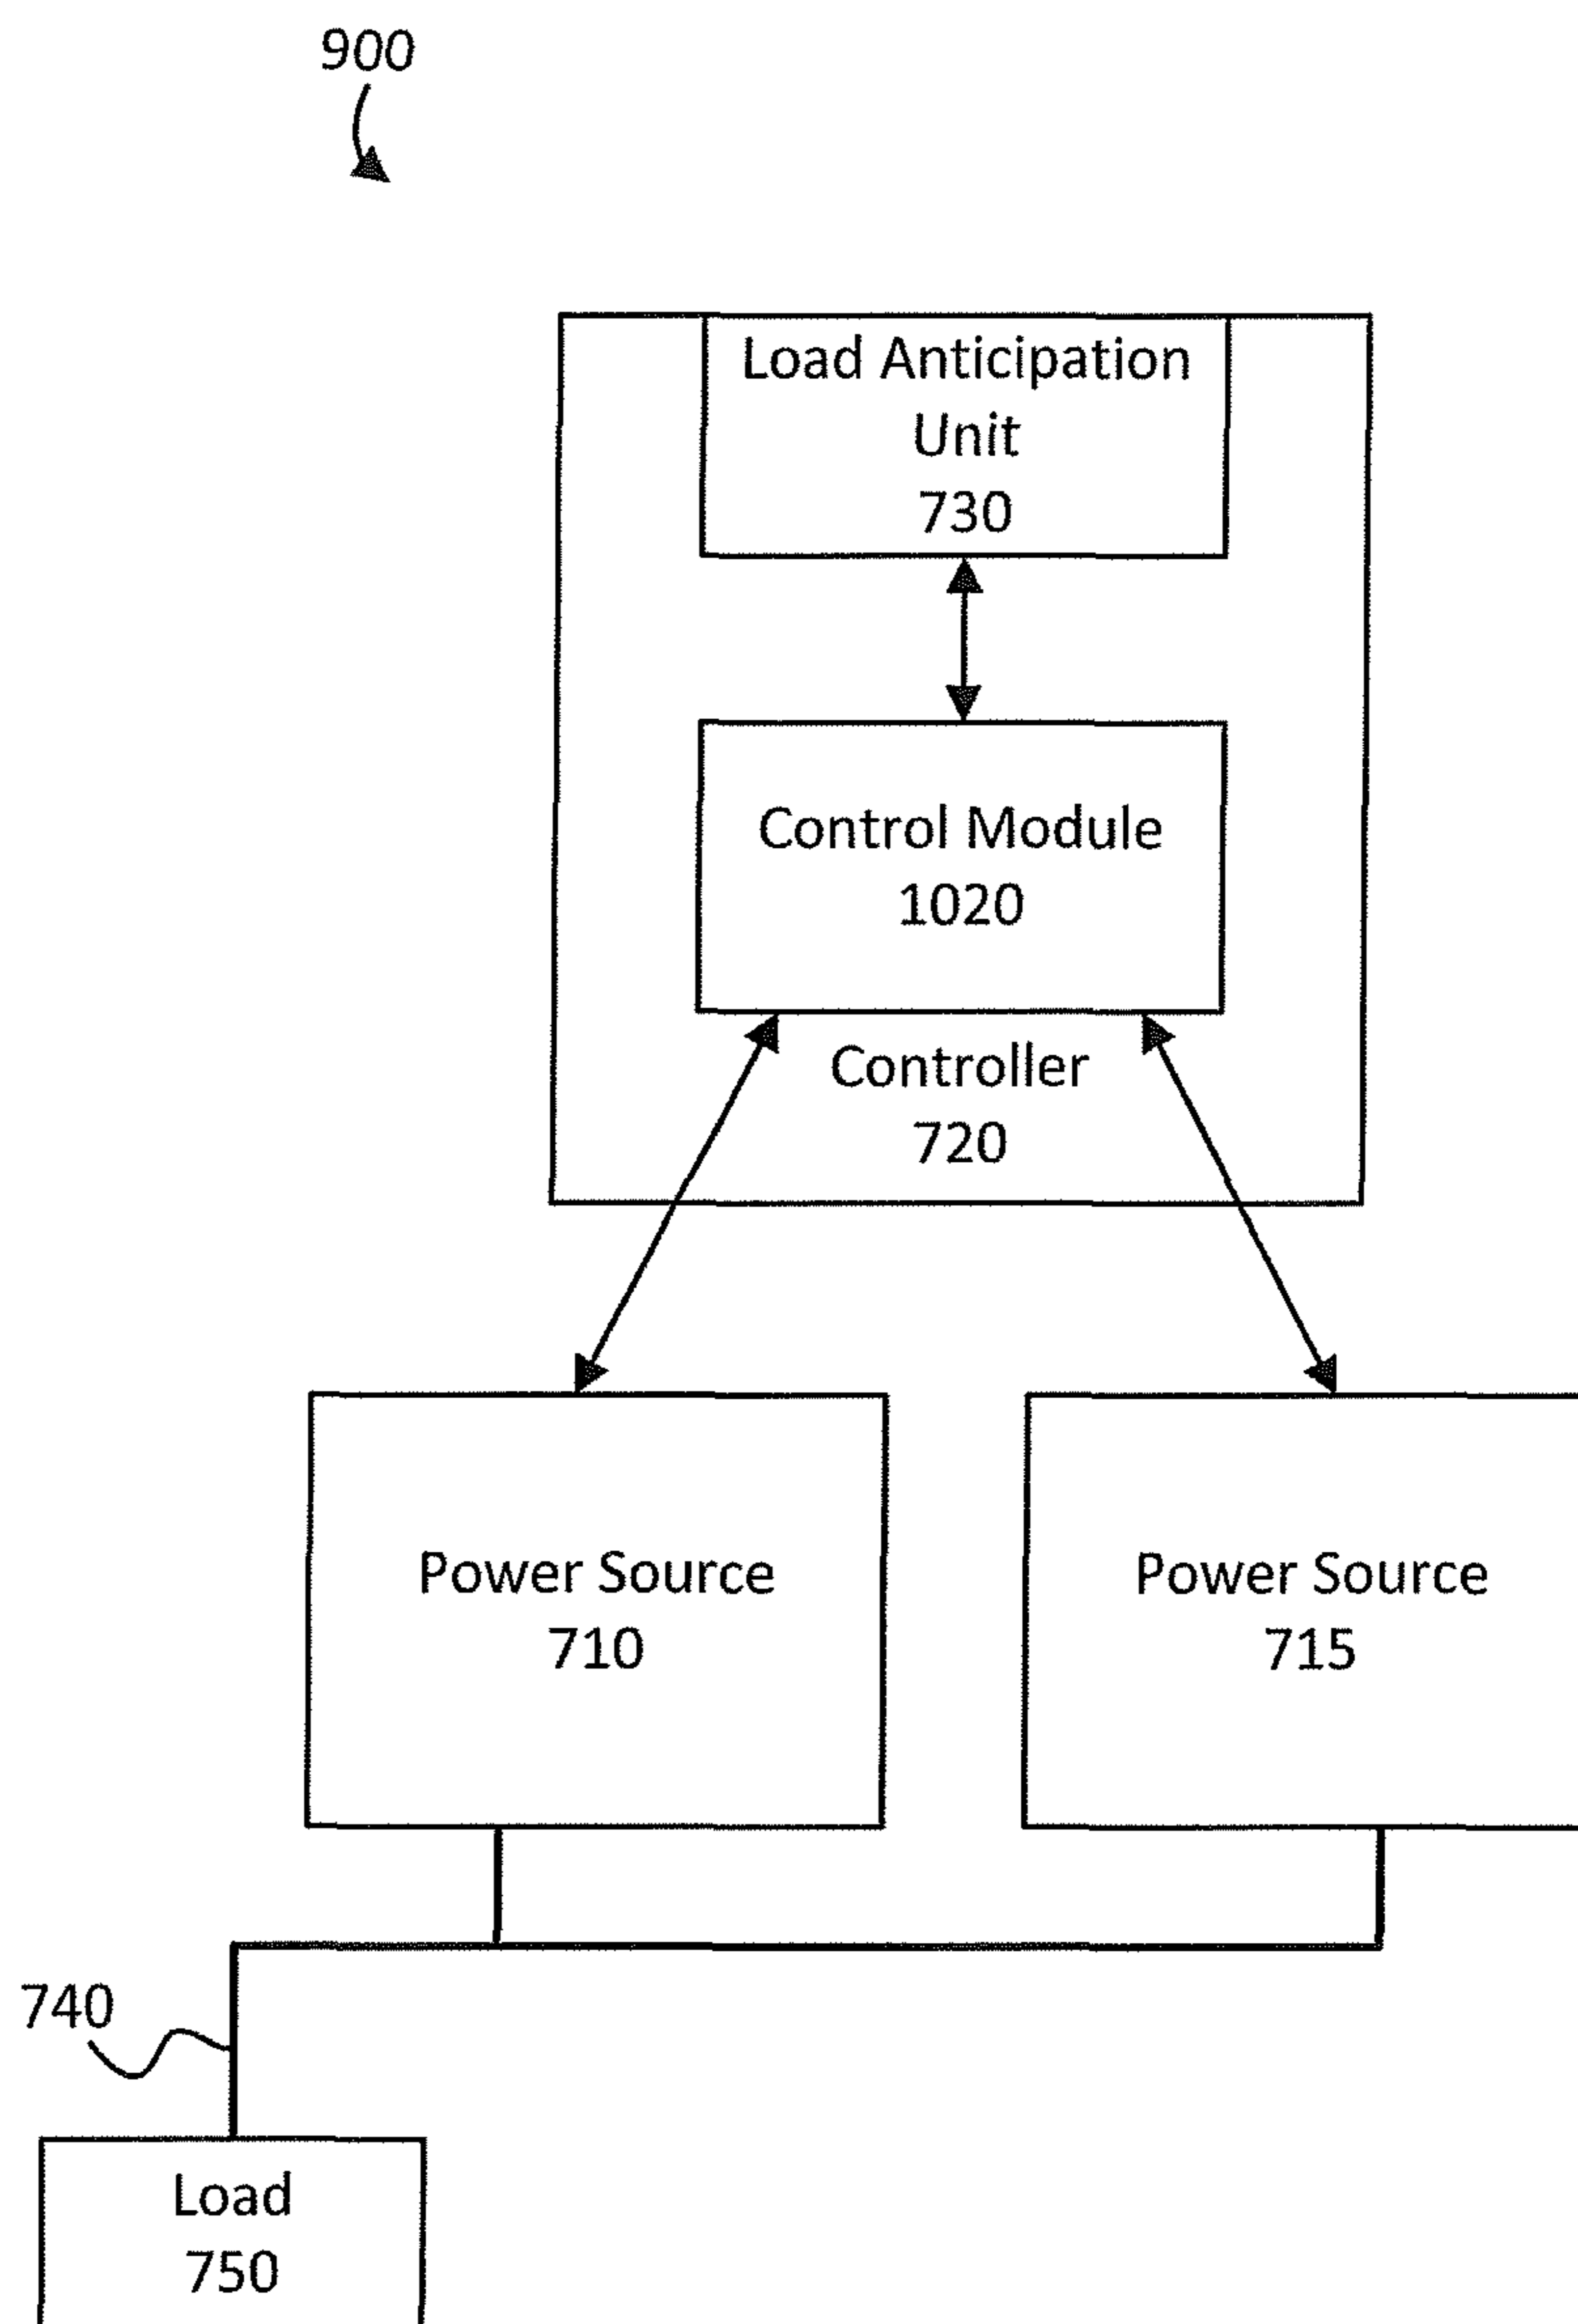 900
Load Anticipation
Unit
730
Control Module
1020
Controller
720
Power Source
710
Power Source
715
740
Load
750